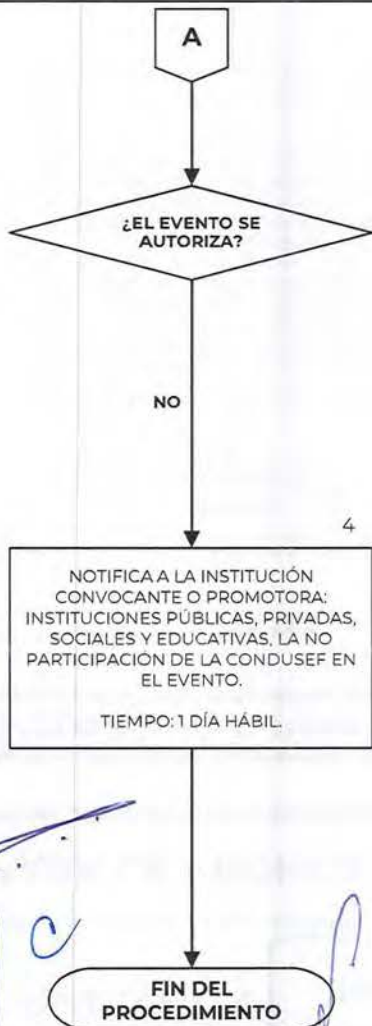 A
¿EL EVENTO SE
AUTORIZA?
NO
4
NOTIFICA A LA INSTITUCIÓN
CONVOCANTE O PROMOTORA:
INSTITUCIONES PÚBLICAS, PRIVADAS,
SOCIALES Y EDUCATIVAS, LA NO
PARTICIPACIÓN DE LA CONDUSEF EN
EL EVENTO.
TIEMPO: 1 DÍA HÁBIL.
FIN DEL
PROCEDIMIENTO